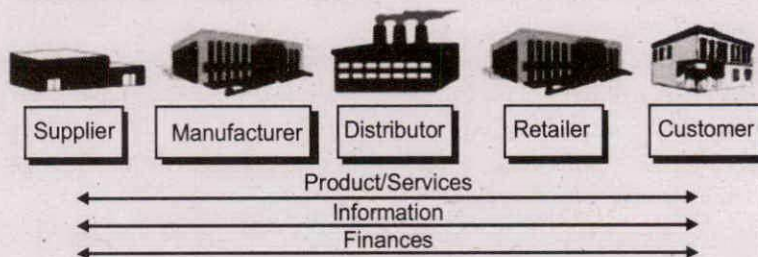 Supplier Manufacturer Distributor Retailer Customer
Product/Services
Information
Finances